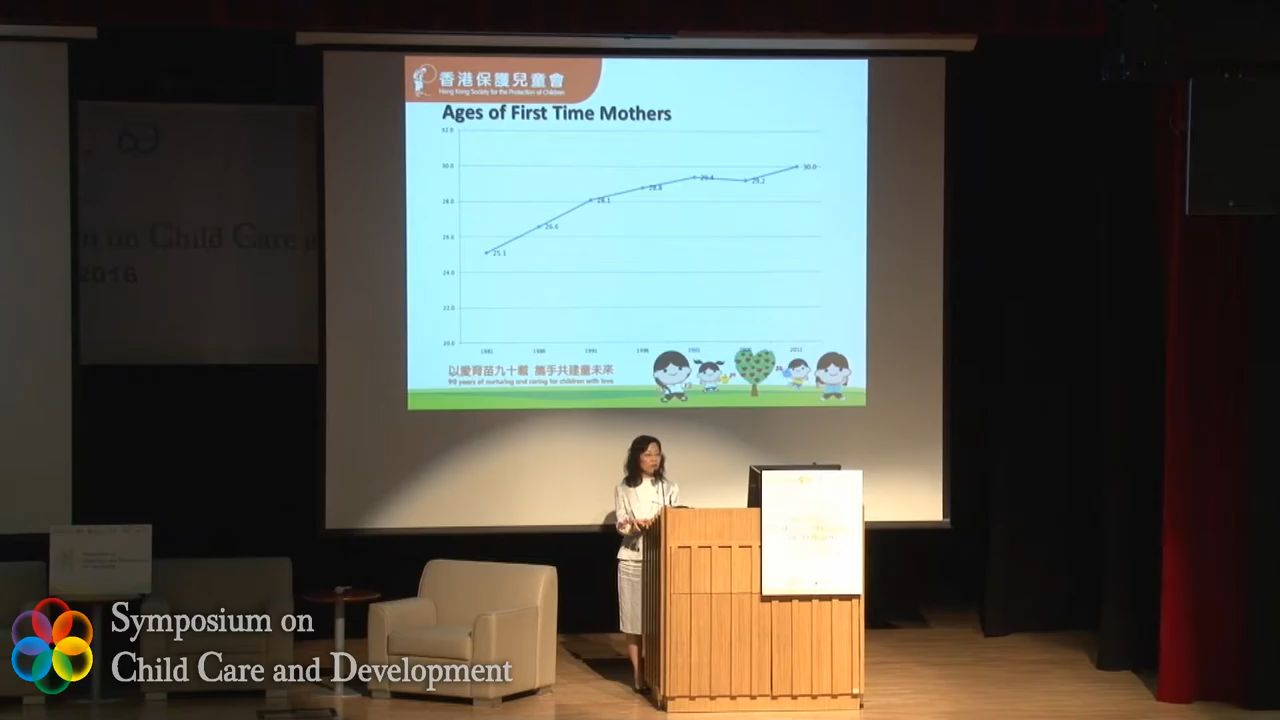 香港保護兒童會
Hong Kong Society for the Protection of Children
Ages of First Time Mothers
32.0
30.0
28.0
26.0
24.0
22.0
20.0
25.1
26.6
28.1
28.8
29.4
29.2
30.0
1981
1986
1991
1996
2001
2006
2011
以愛育苗九十載 攜手共建童未來
90 years of nurturing and caring for children with love
on Child Care
2016
Symposium on
Child Care and Development